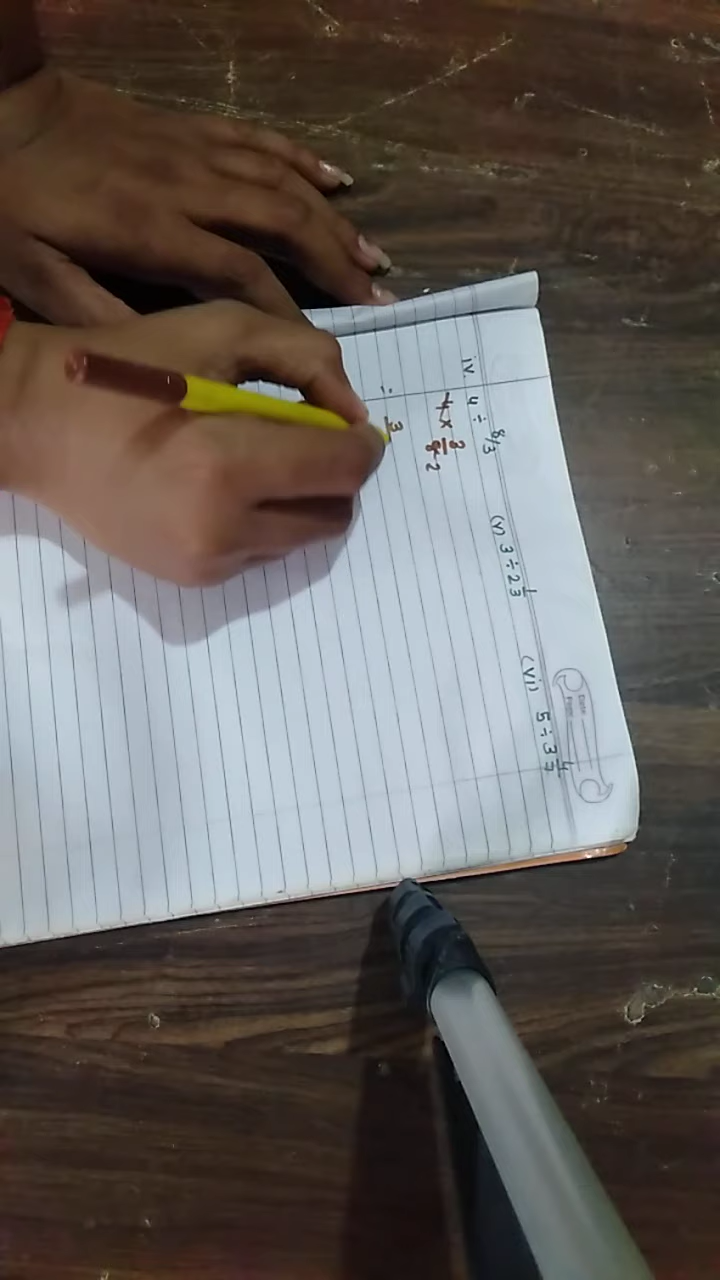 iv. 4 ÷ 8/3 (v) 3 ÷ 2 1/3 (vi) 5 ÷ 3 4/7
4 × 3/8 2
= 3